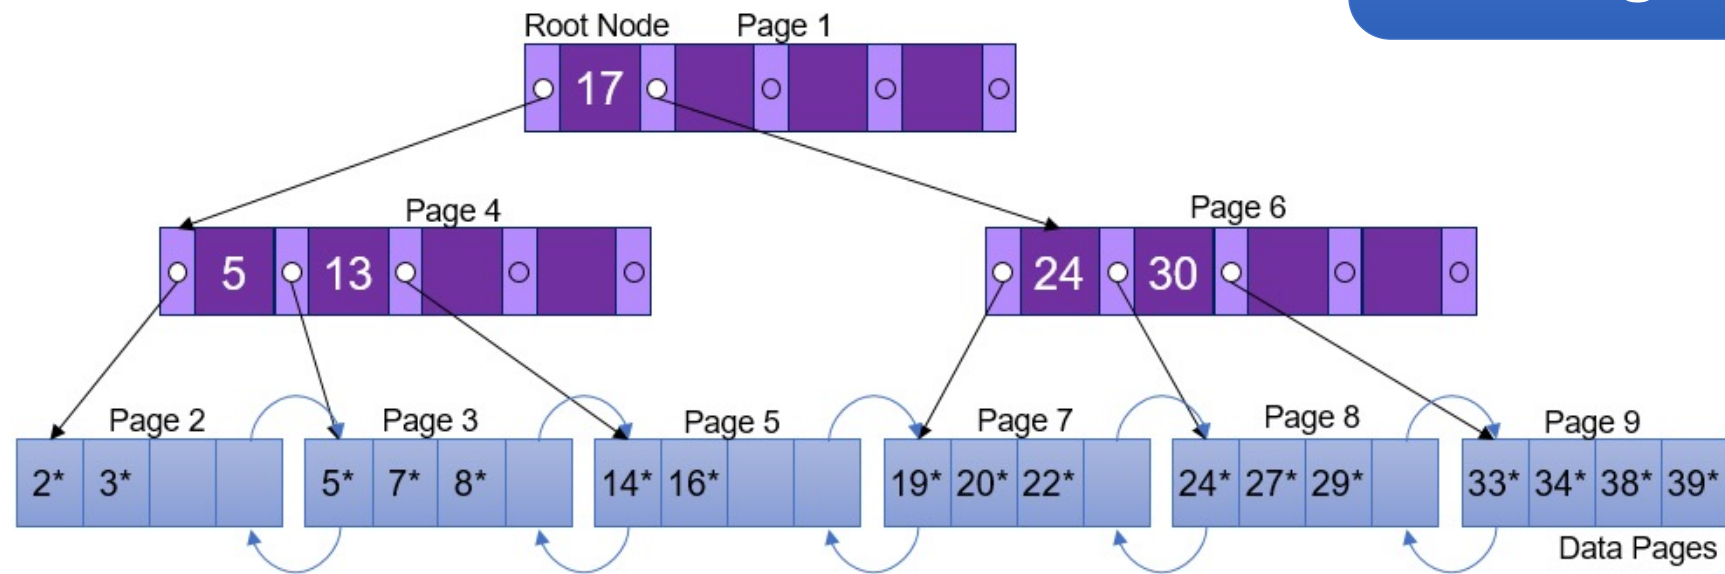 Root Node Page 1
17
Page 4 Page 6
5 13 24 30
Page 2 Page 3 Page 5 Page 7 Page 8 Page 9
2* 3* 5* 7* 8* 14* 16* 19* 20* 22* 24* 27* 29* 33* 34* 38* 39*
Data Pages